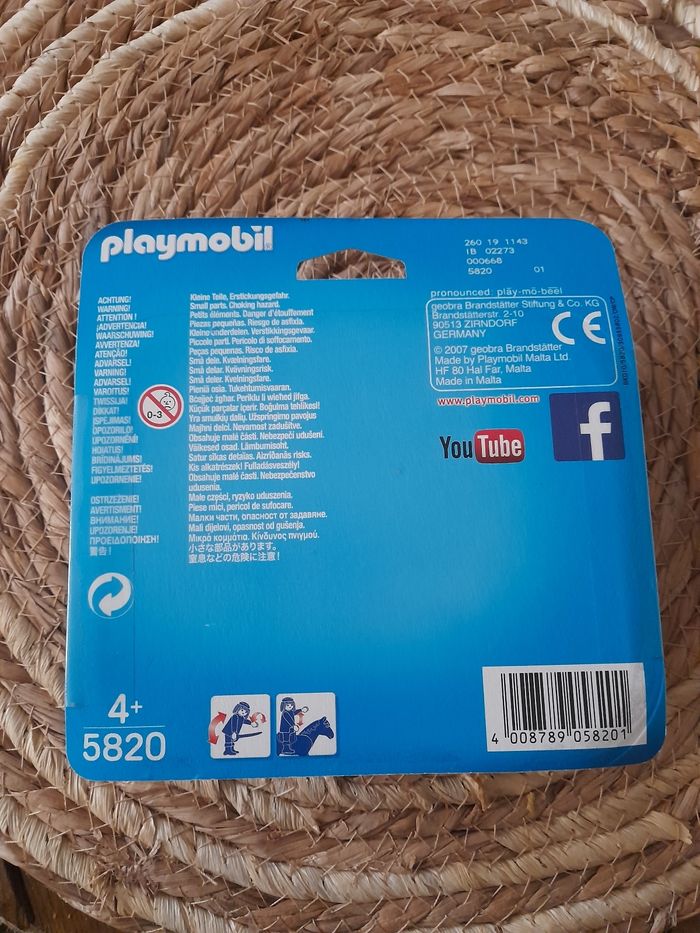 playmobil
260 19 1143
IB 02273
000668
5820 01
pronounced: plāy-mō-bēēl
geobra Brandstätter Stiftung & Co. KG
Brandstätterstr. 2-10
90513 ZIRNDORF
GERMANY
CE
© 2007 geobra Brandstätter
Made by Playmobil Malta Ltd.
HF 80 Hal Far, Malta
Made in Malta
www.playmobil.com
You Tube
f
ACHTUNG!
WARNING!
ATTENTION !
¡ADVERTENCIA!
WAARSCHUWING!
AVVERTENZA!
ATENÇÃO!
ADVARSEL!
VARNING!
ADVARSEL!
VAROITUS!
TWISSIJA!
DİKKAT!
ĮSPĖJIMAS!
OPOZORILO!
UPOZORNĚNÍ!
HOIATUS!
BRĪDINĀJUMS!
FIGYELMEZTETÉS!
UPOZORNENIE!
OSTRZEŻENIE!
AVERTISMENT!
ВНИМАНИЕ!
UPOZORENJE!
ΠΡΟΕΙΔΟΠΟΙΗΣΗ!
警告!
0-3
Kleine Teile, Erstickungsgefahr.
Small parts. Choking hazard.
Petits éléments. Danger d'étouffement
Piezas pequeñas. Riesgo de asfixia.
Kleine onderdelen. Verstikkingsgevaar.
Piccole parti. Pericolo di soffocamento.
Peças pequenas. Risco de asfixia.
Små dele. Kvælningsfare.
Små delar. Kvävningsrisk.
Små deler. Kvelningsfare.
Pieniä osia. Tukehtumisvaaran.
Bċejjeċ żgħar. Periklu li wieħed jifga.
Küçük parçalar içerir. Boğulma tehlikesi!
Yra smulkių dalių. Užspringimo pavojus
Majhni delci. Nevarnost zadušitve.
Obsahuje malé části. Nebezpečí udušení.
Väikesed osad. Lämbumisoht.
Satur sīkas detaļas. Aizrīšanās risks.
Kis alkatrészek! Fulladásveszély!
Obsahuje malé časti. Nebezpečenstvo
udusenia.
Małe części, ryzyko uduszenia.
Piese mici, pericol de sufocare.
Малки части, опасност от задавяне.
Mali dijelovi, opasnost od gušenja.
Μικρά κομμάτια. Κίνδυνος πνιγμού.
小さな部品があります。
窒息などの危険に注意!
4+
5820
4 008789 058201